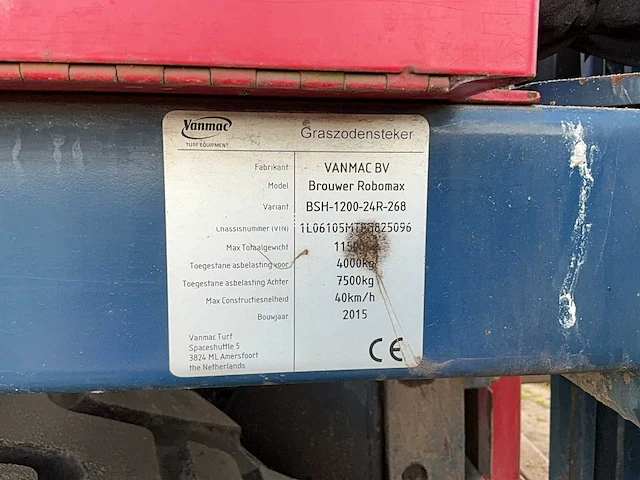 Vanmac
TURF EQUIPMENT
Graszodensteker
Fabrikant VANMAC BV
Model Brouwer Robomax
Variant BSH-1200-24R-268
Chassisnummer (VIN)
Max Totaalgewicht
Toegestane asbelasting voor 4000kg
Toegestane asbelasting Achter 7500kg
Max Constructiesnelheid 40km/h
Bouwjaar 2015
Vanmac Turf
Spaceshuttle 5
3824 ML Amersfoort
the Netherlands
CE